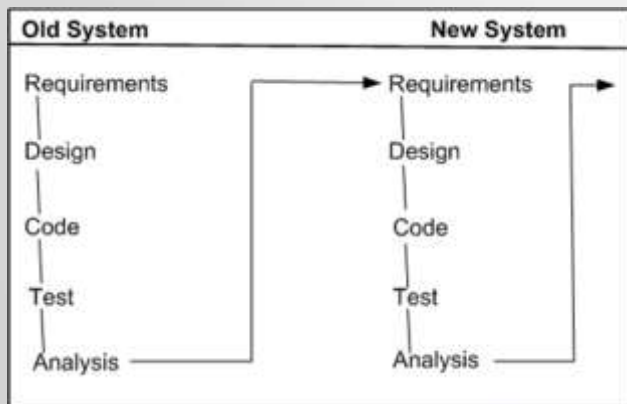 Old System New System
Requirements Requirements
Design Design
Code Code
Test Test
Analysis Analysis